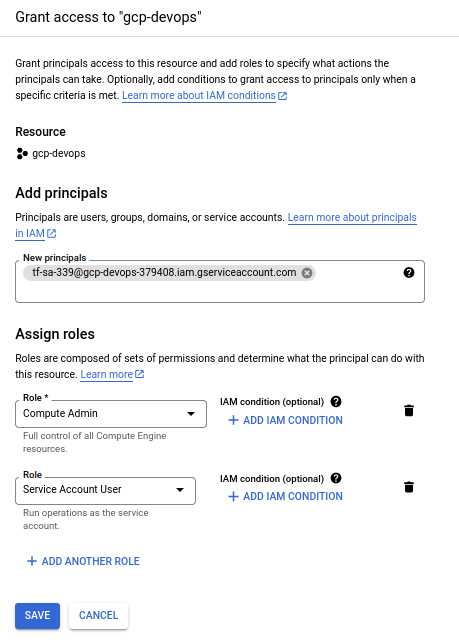 Grant access to "gcp-devops"
Grant principals access to this resource and add roles to specify what actions the
principals can take. Optionally, add conditions to grant access to principals only when a
specific criteria is met. Learn more about IAM conditions
Resource
gcp-devops
Add principals
Principals are users, groups, domains, or service accounts. Learn more about principals
in IAM
New principals
tf-sa-339@gcp-devops-379408.iam.gserviceaccount.com
Assign roles
Roles are composed of sets of permissions and determine what the principal can do with
this resource. Learn more
Role *
IAM condition (optional)
Compute Admin
ADD IAM CONDITION
Full control of all Compute Engine
resources.
Role
IAM condition (optional)
Service Account User
ADD IAM CONDITION
Run operations as the service
account.
ADD ANOTHER ROLE
SAVE
CANCEL